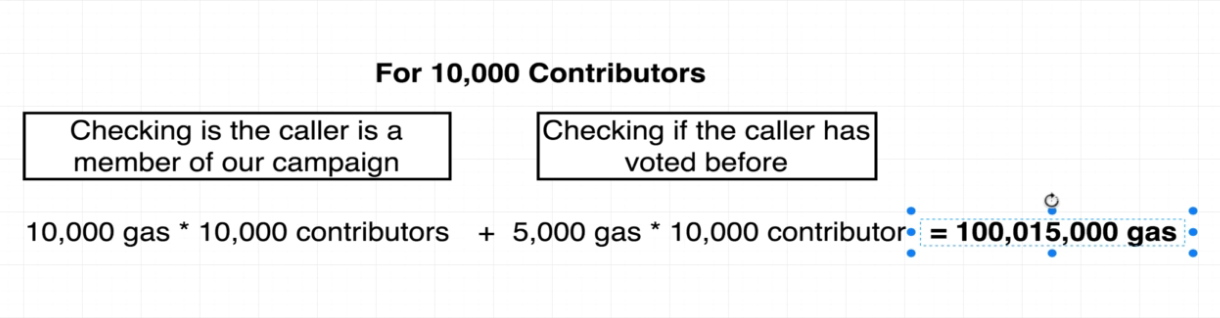 For 10,000 Contributors
Checking is the caller is a
member of our campaign
Checking if the caller has
voted before
10,000 gas * 10,000 contributors + 5,000 gas * 10,000 contributor = 100,015,000 gas